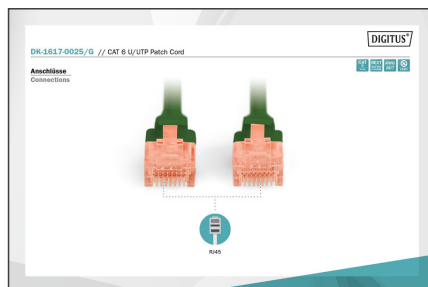 DIGITUS®
DK-1617-0025/G // CAT 6 U/UTP Patch Cord
Anschlüsse
Connections
RJ45